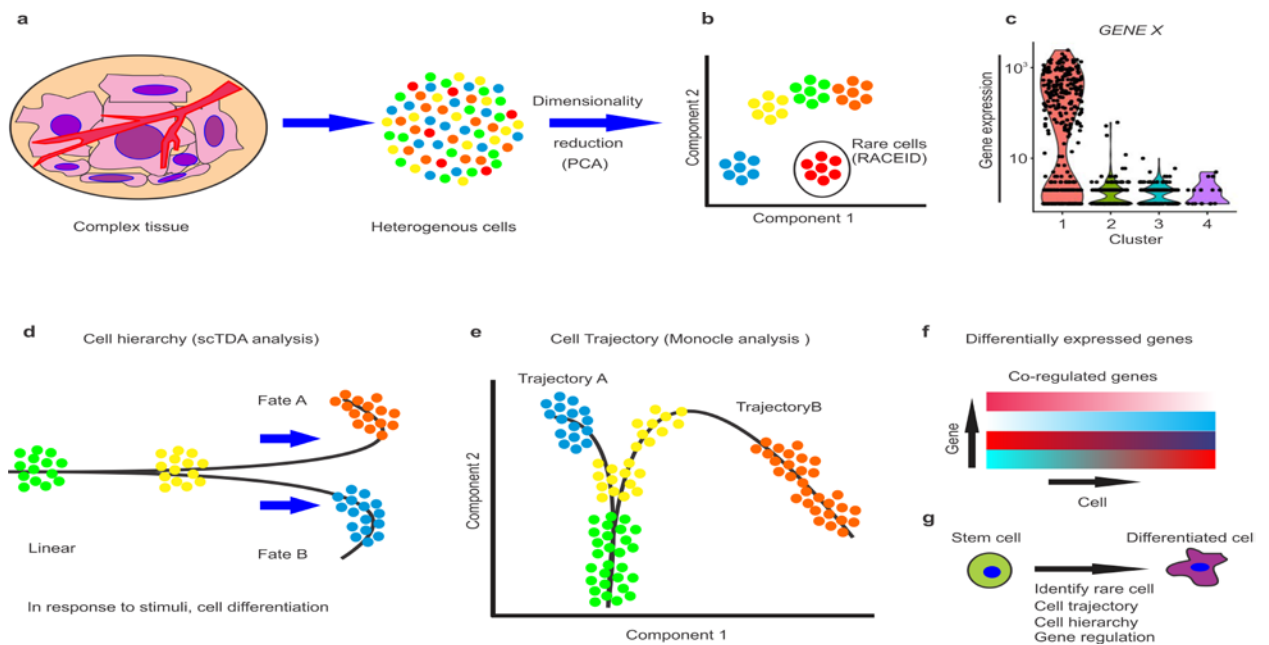 a
Complex tissue
Heterogenous cells
Dimensionality
reduction
(PCA)
b
Component 2
Rare cells
(RACEID)
Component 1
c
GENE X
Gene expression
10³
10
1
2
3
4
Cluster
d
Cell hierarchy (scTDA analysis)
Fate A
Linear
Fate B
In response to stimuli, cell differentiation
e
Cell Trajectory (Monocle analysis )
Trajectory A
TrajectoryB
Component 2
Component 1
f
Differentially expressed genes
Co-regulated genes
Gene
Cell
g
Stem cell
Differentiated cel
Identify rare cell
Cell trajectory
Cell hierarchy
Gene regulation